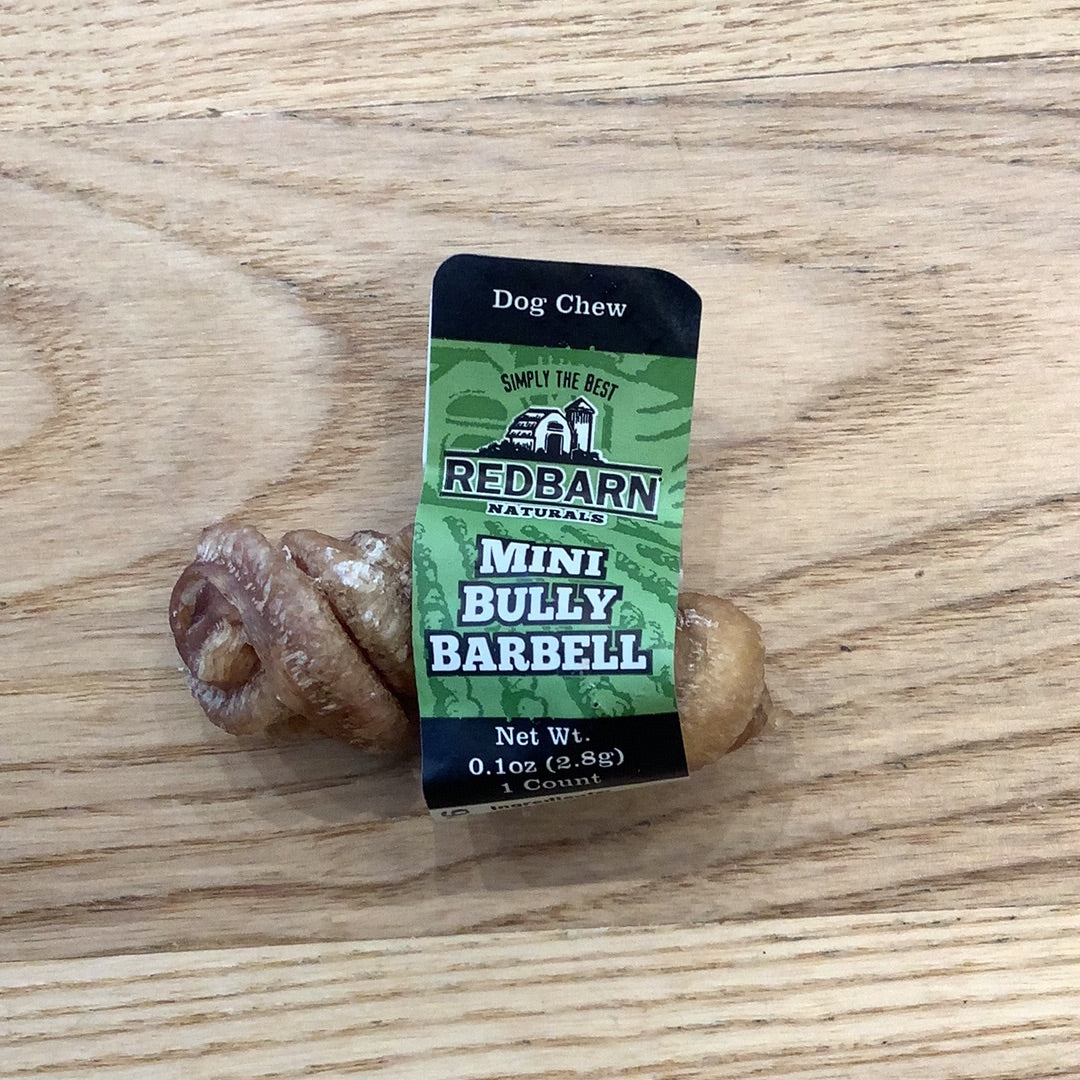 Dog Chew
SIMPLY THE BEST
REDBARN
NATURALS
MINI
BULLY
BARBELL
Net Wt.
0.1oz (2.8g)
1 Count